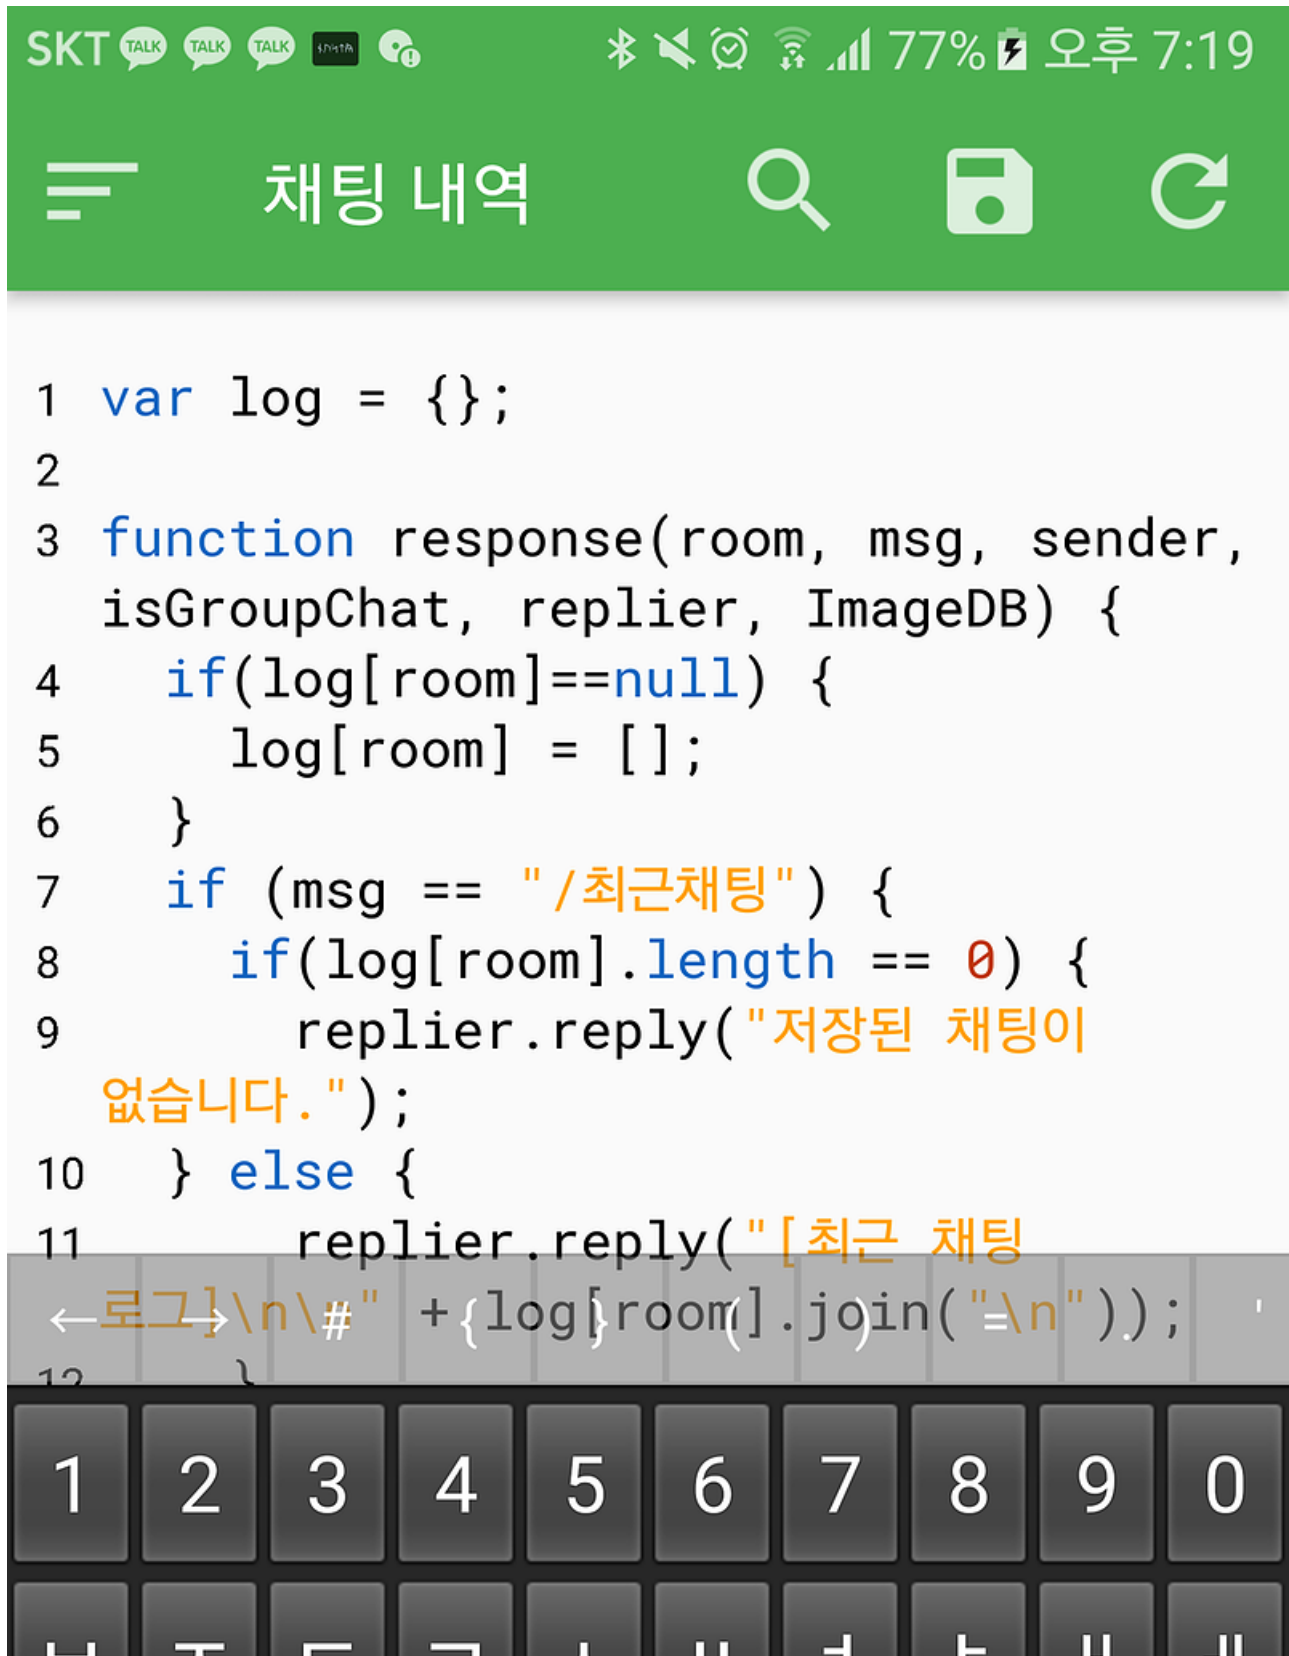 SKT TALK TALK TALK 77% 오후 7:19
채팅 내역
1 var log = {};
2
3 function response(room, msg, sender,
isGroupChat, replier, ImageDB) {
4 if(log[room]==null) {
5 log[room] = [];
6 }
7 if (msg == "/최근채팅") {
8 if(log[room].length == 0) {
9 replier.reply("저장된 채팅이
없습니다.");
10 } else {
11 replier.reply("[최근 채팅
로그]\n\n" + log[room].join("\n"));
← → # { } ( ) = . '
12 }
1 2 3 4 5 6 7 8 9 0